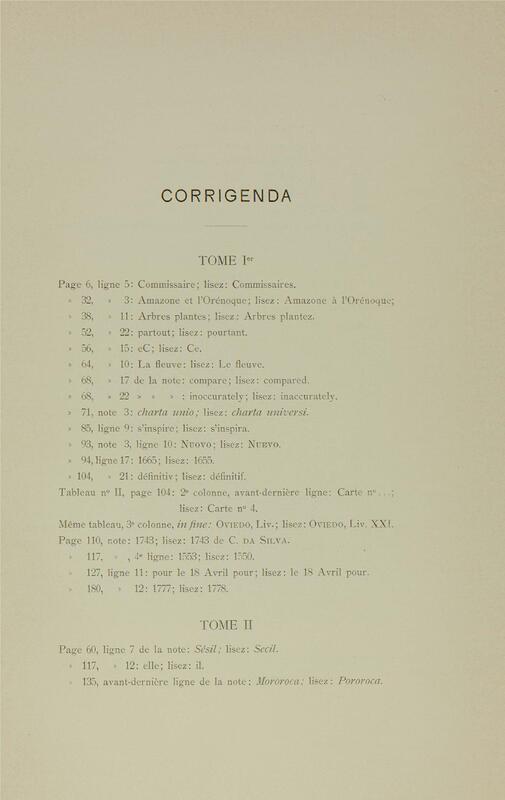 CORRIGENDA
TOME Ier
Page 6, ligne 5: Commissaire; lisez: Commissaires.
» 32, » 3: Amazone et l'Orénoque; lisez: Amazone à l'Orénoque;
» 38, » 11: Arbres plantes; lisez: Arbres plantez.
» 52, » 22: partout; lisez: pourtant.
» 56, » 15: eC; lisez: Ce.
» 64, » 10: La fleuve: lisez: Le fleuve.
» 68, » 17 de la note: compare; lisez: compared.
» 68, » 22 » » » : inoccurately; lisez: inaccurately.
» 71, note 3: charta unio; lisez: charta universi.
» 85, ligne 9: s'inspire; lisez: s'inspira.
» 93, note 3, ligne 10: NUOVO; lisez: NUEVO.
» 94, ligne 17: 1665; lisez: 1655.
» 104, » 21: définitiv; lisez: définitif.
Tableau no II, page 104: 2e colonne, avant-dernière ligne: Carte no ...;
lisez: Carte no 4.
Même tableau, 3e colonne, in fine: OVIEDO, Liv.; lisez: OVIEDO, Liv. XXI.
Page 110, note: 1743; lisez: 1743 de C. DA SILVA.
» 117, » , 4e ligne: 1553; lisez: 1550.
» 127, ligne 11: pour le 18 Avril pour; lisez: le 18 Avril pour.
» 180, » 12: 1777; lisez: 1778.
TOME II
Page 60, ligne 7 de la note: Sésil; lisez: Secil.
» 117, » 12: elle; lisez: il.
» 135, avant-dernière ligne de la note: Mororoca; lisez: Pororoca.